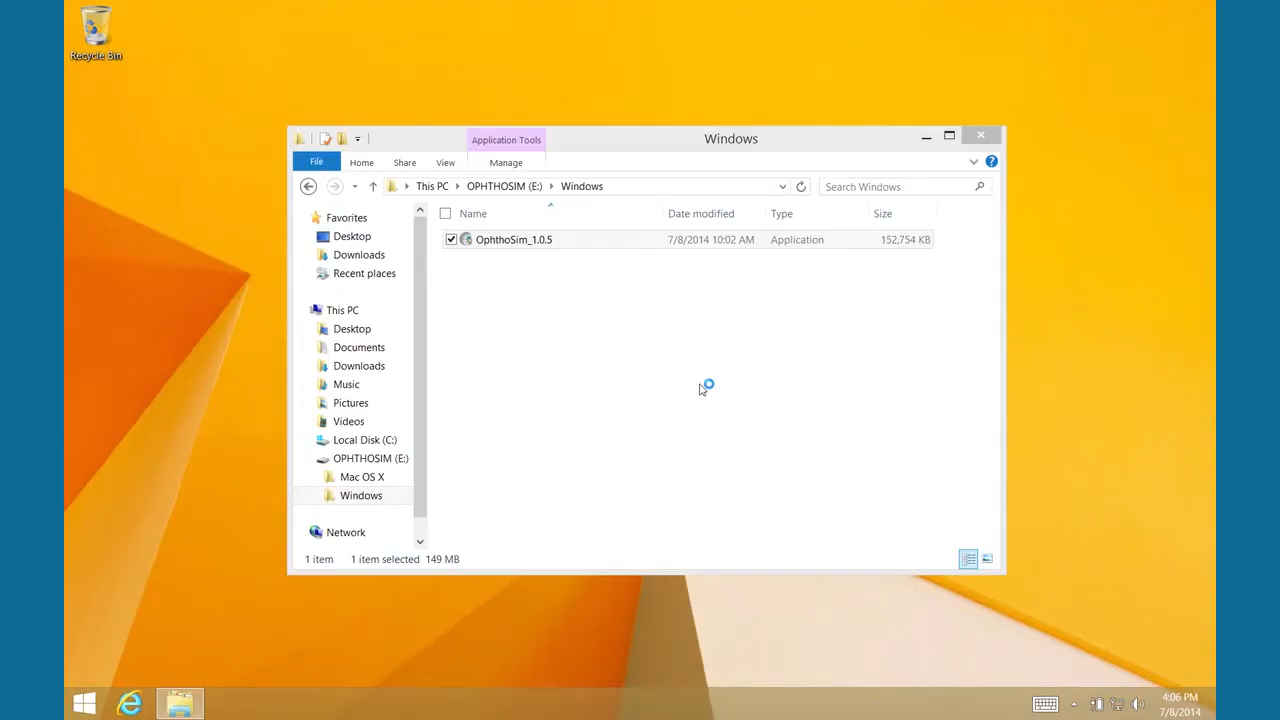 Recycle Bin
Application Tools
Windows
File
Home
Share
View
Manage
This PC
OPHTHOSIM (E:)
Windows
Search Windows
Favorites
Desktop
Downloads
Recent places
This PC
Desktop
Documents
Downloads
Music
Pictures
Videos
Local Disk (C:)
OPHTHOSIM (E:)
Mac OS X
Windows
Network
Name
Date modified
Type
Size
OphthoSim_1.0.5
7/8/2014 10:02 AM
Application
152,754 KB
1 item
1 item selected 149 MB
4:06 PM
7/8/2014